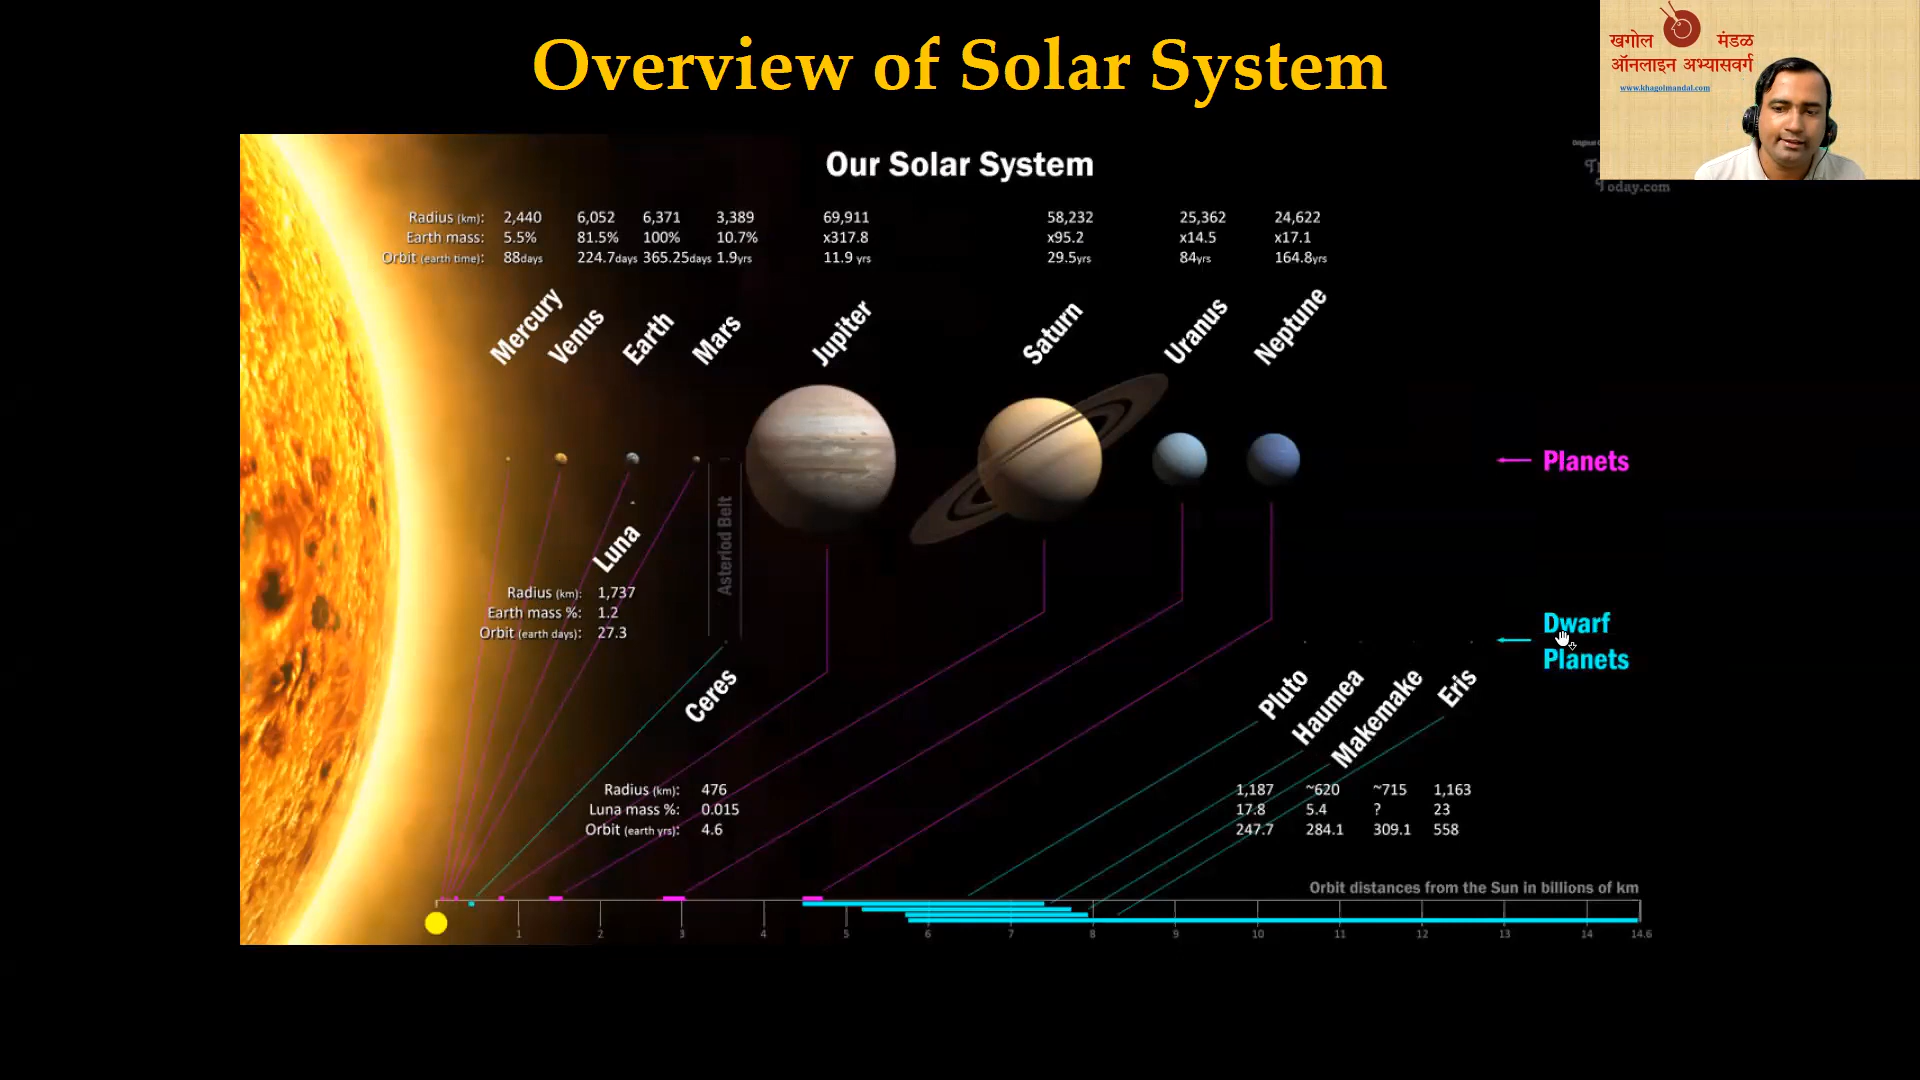 Overview of Solar System
खगोल मंडळ
ऑनलाइन अभ्यासवर्ग
www.khagolmandal.com
Today.com
Our Solar System
Radius (km): 2,440 6,052 6,371 3,389 69,911 58,232 25,362 24,622
Earth mass: 5.5% 81.5% 100% 10.7% x317.8 x95.2 x14.5 x17.1
Orbit (earth time): 88days 224.7days 365.25days 1.9yrs 11.9 yrs 29.5yrs 84yrs 164.8yrs
Mercury
Venus
Earth
Mars
Jupiter
Saturn
Uranus
Neptune
Planets
Luna
Asteriod Belt
Radius (km): 1,737
Earth mass %: 1.2
Orbit (earth days): 27.3
Dwarf
Planets
Ceres
Pluto
Haumea
Makemake
Eris
Radius (km): 476 1,187 ~620 ~715 1,163
Luna mass %: 0.015 17.8 5.4 ? 23
Orbit (earth yrs): 4.6 247.7 284.1 309.1 558
Orbit distances from the Sun in billions of km
1 2 3 4 5 6 7 8 9 10 11 12 13 14 14.6